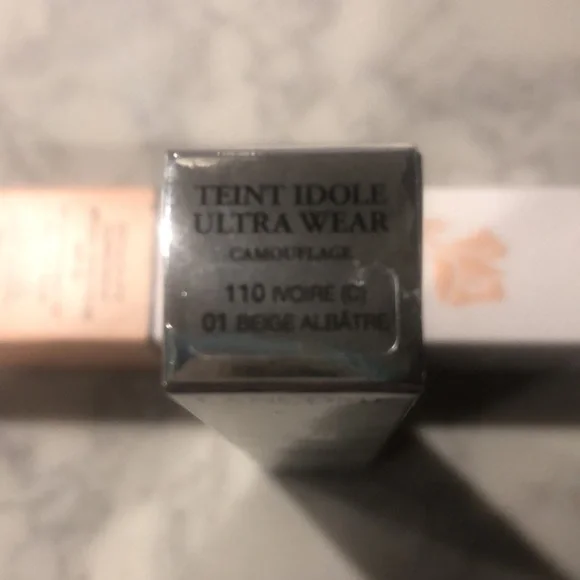 TEINT IDOLE
ULTRA WEAR
CAMOUFLAGE
110 IVOIRE (C)
01 BEIGE ALBÂTRE